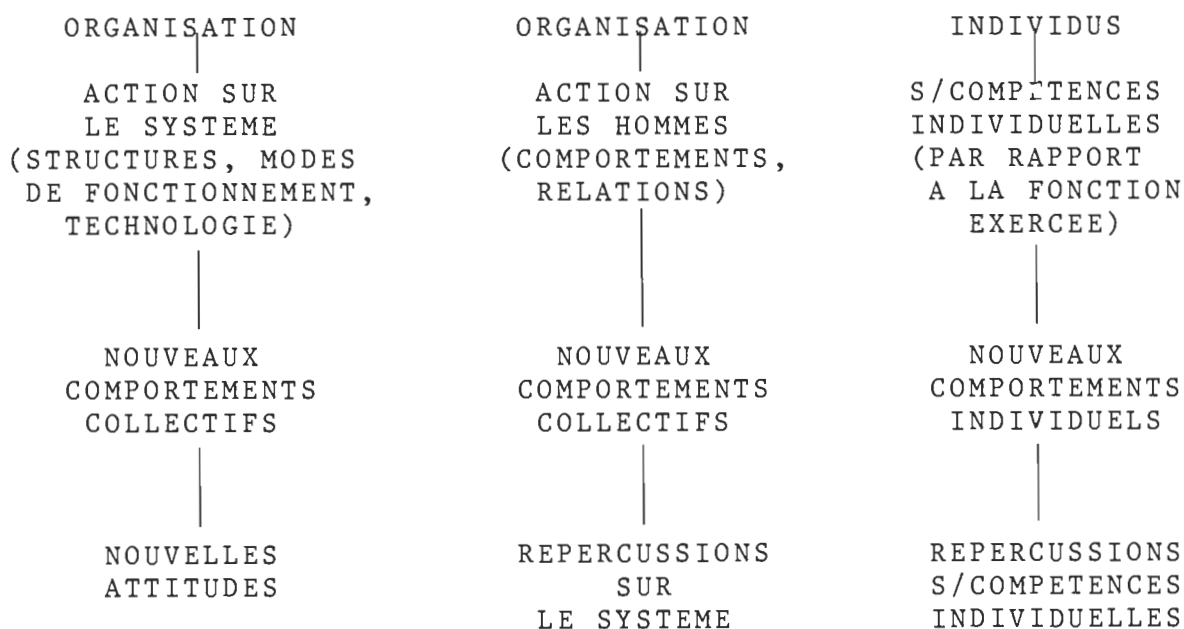 ORGANISATION
ACTION SUR
LE SYSTEME
(STRUCTURES, MODES
DE FONCTIONNEMENT,
TECHNOLOGIE)
NOUVEAUX
COMPORTEMENTS
COLLECTIFS
NOUVELLES
ATTITUDES
ORGANISATION
ACTION SUR
LES HOMMES
(COMPORTEMENTS,
RELATIONS)
NOUVEAUX
COMPORTEMENTS
COLLECTIFS
REPERCUSSIONS
SUR
LE SYSTEME
INDIVIDUS
S/COMPETENCES
INDIVIDUELLES
(PAR RAPPORT
A LA FONCTION
EXERCEE)
NOUVEAUX
COMPORTEMENTS
INDIVIDUELS
REPERCUSSIONS
S/COMPETENCES
INDIVIDUELLES